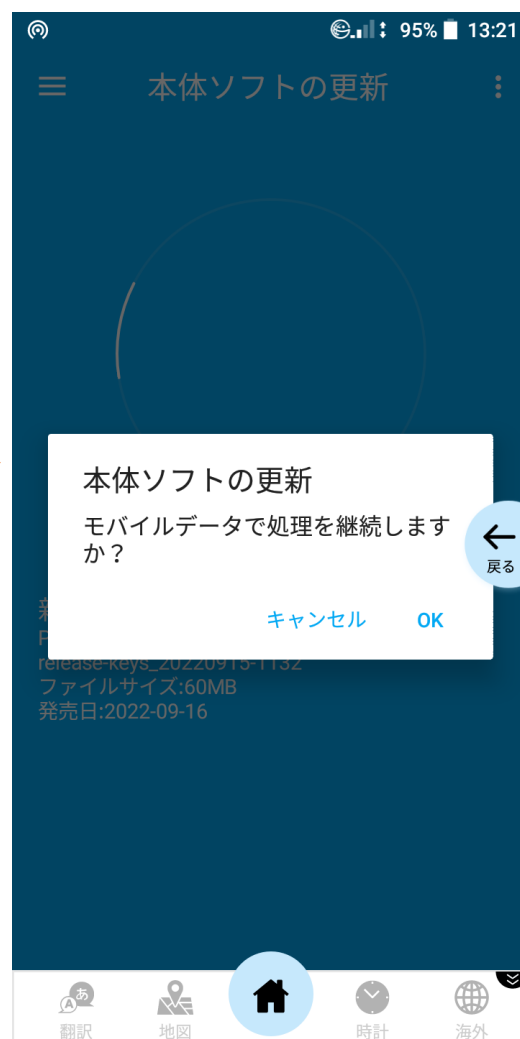 95%
13:21
本体ソフトの更新
本体ソフトの更新
モバイルデータで処理を継続します
か？
戻る
キャンセル
OK
release-keys_20220915-1132
ファイルサイズ:60MB
発売日:2022-09-16
翻訳
地図
時計
海外